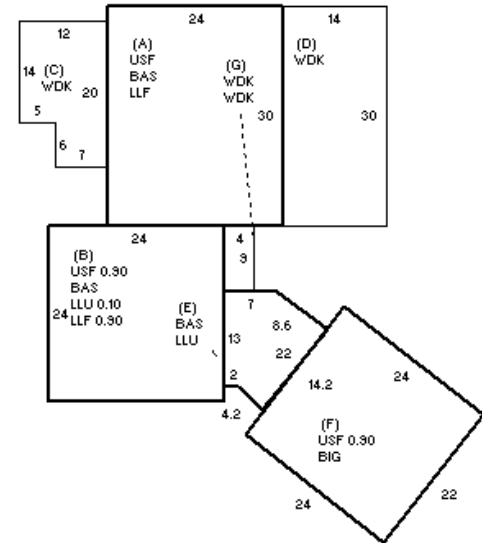 24
14
12
(A)
USF
BAS
LLF
(D)
WDK
(G)
WDK
WDK
(C)
WDK
14
20
5
30
30
6
7
24
4
(B)
USF 0.90
BAS
LLU 0.10
LLF 0.90
9
24
(E)
BAS
LLU
7
8.6
13
22
2
14.2
24
4.2
(F)
USF 0.90
BIG
24
22